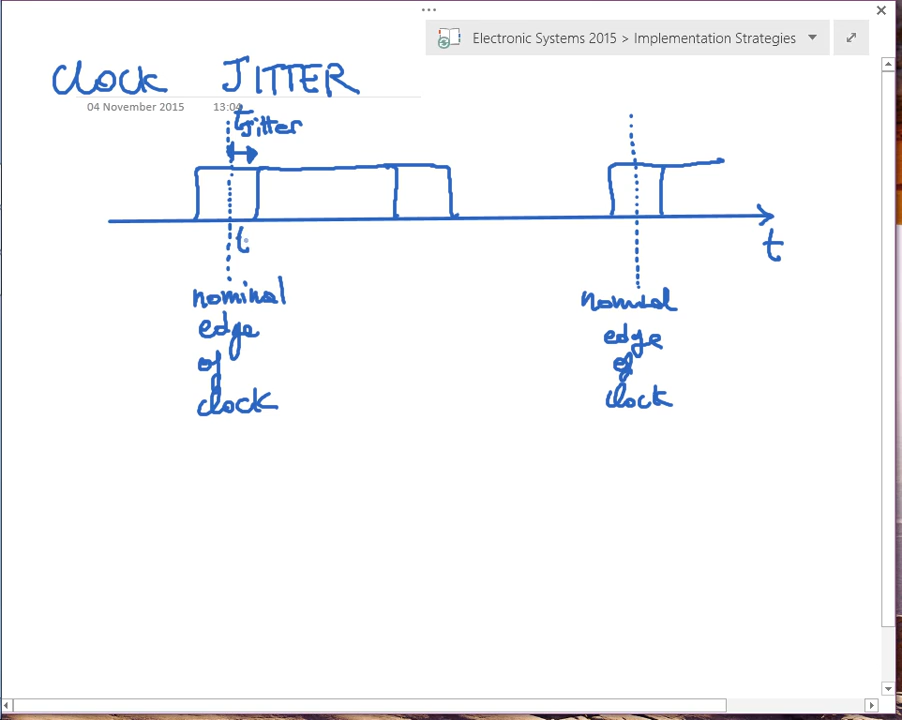 Electronic Systems 2015 > Implementation Strategies
clock JITTER
04 November 2015 13:04
tJitter
t
t
nominal
edge
of
clock
edge
of
clock